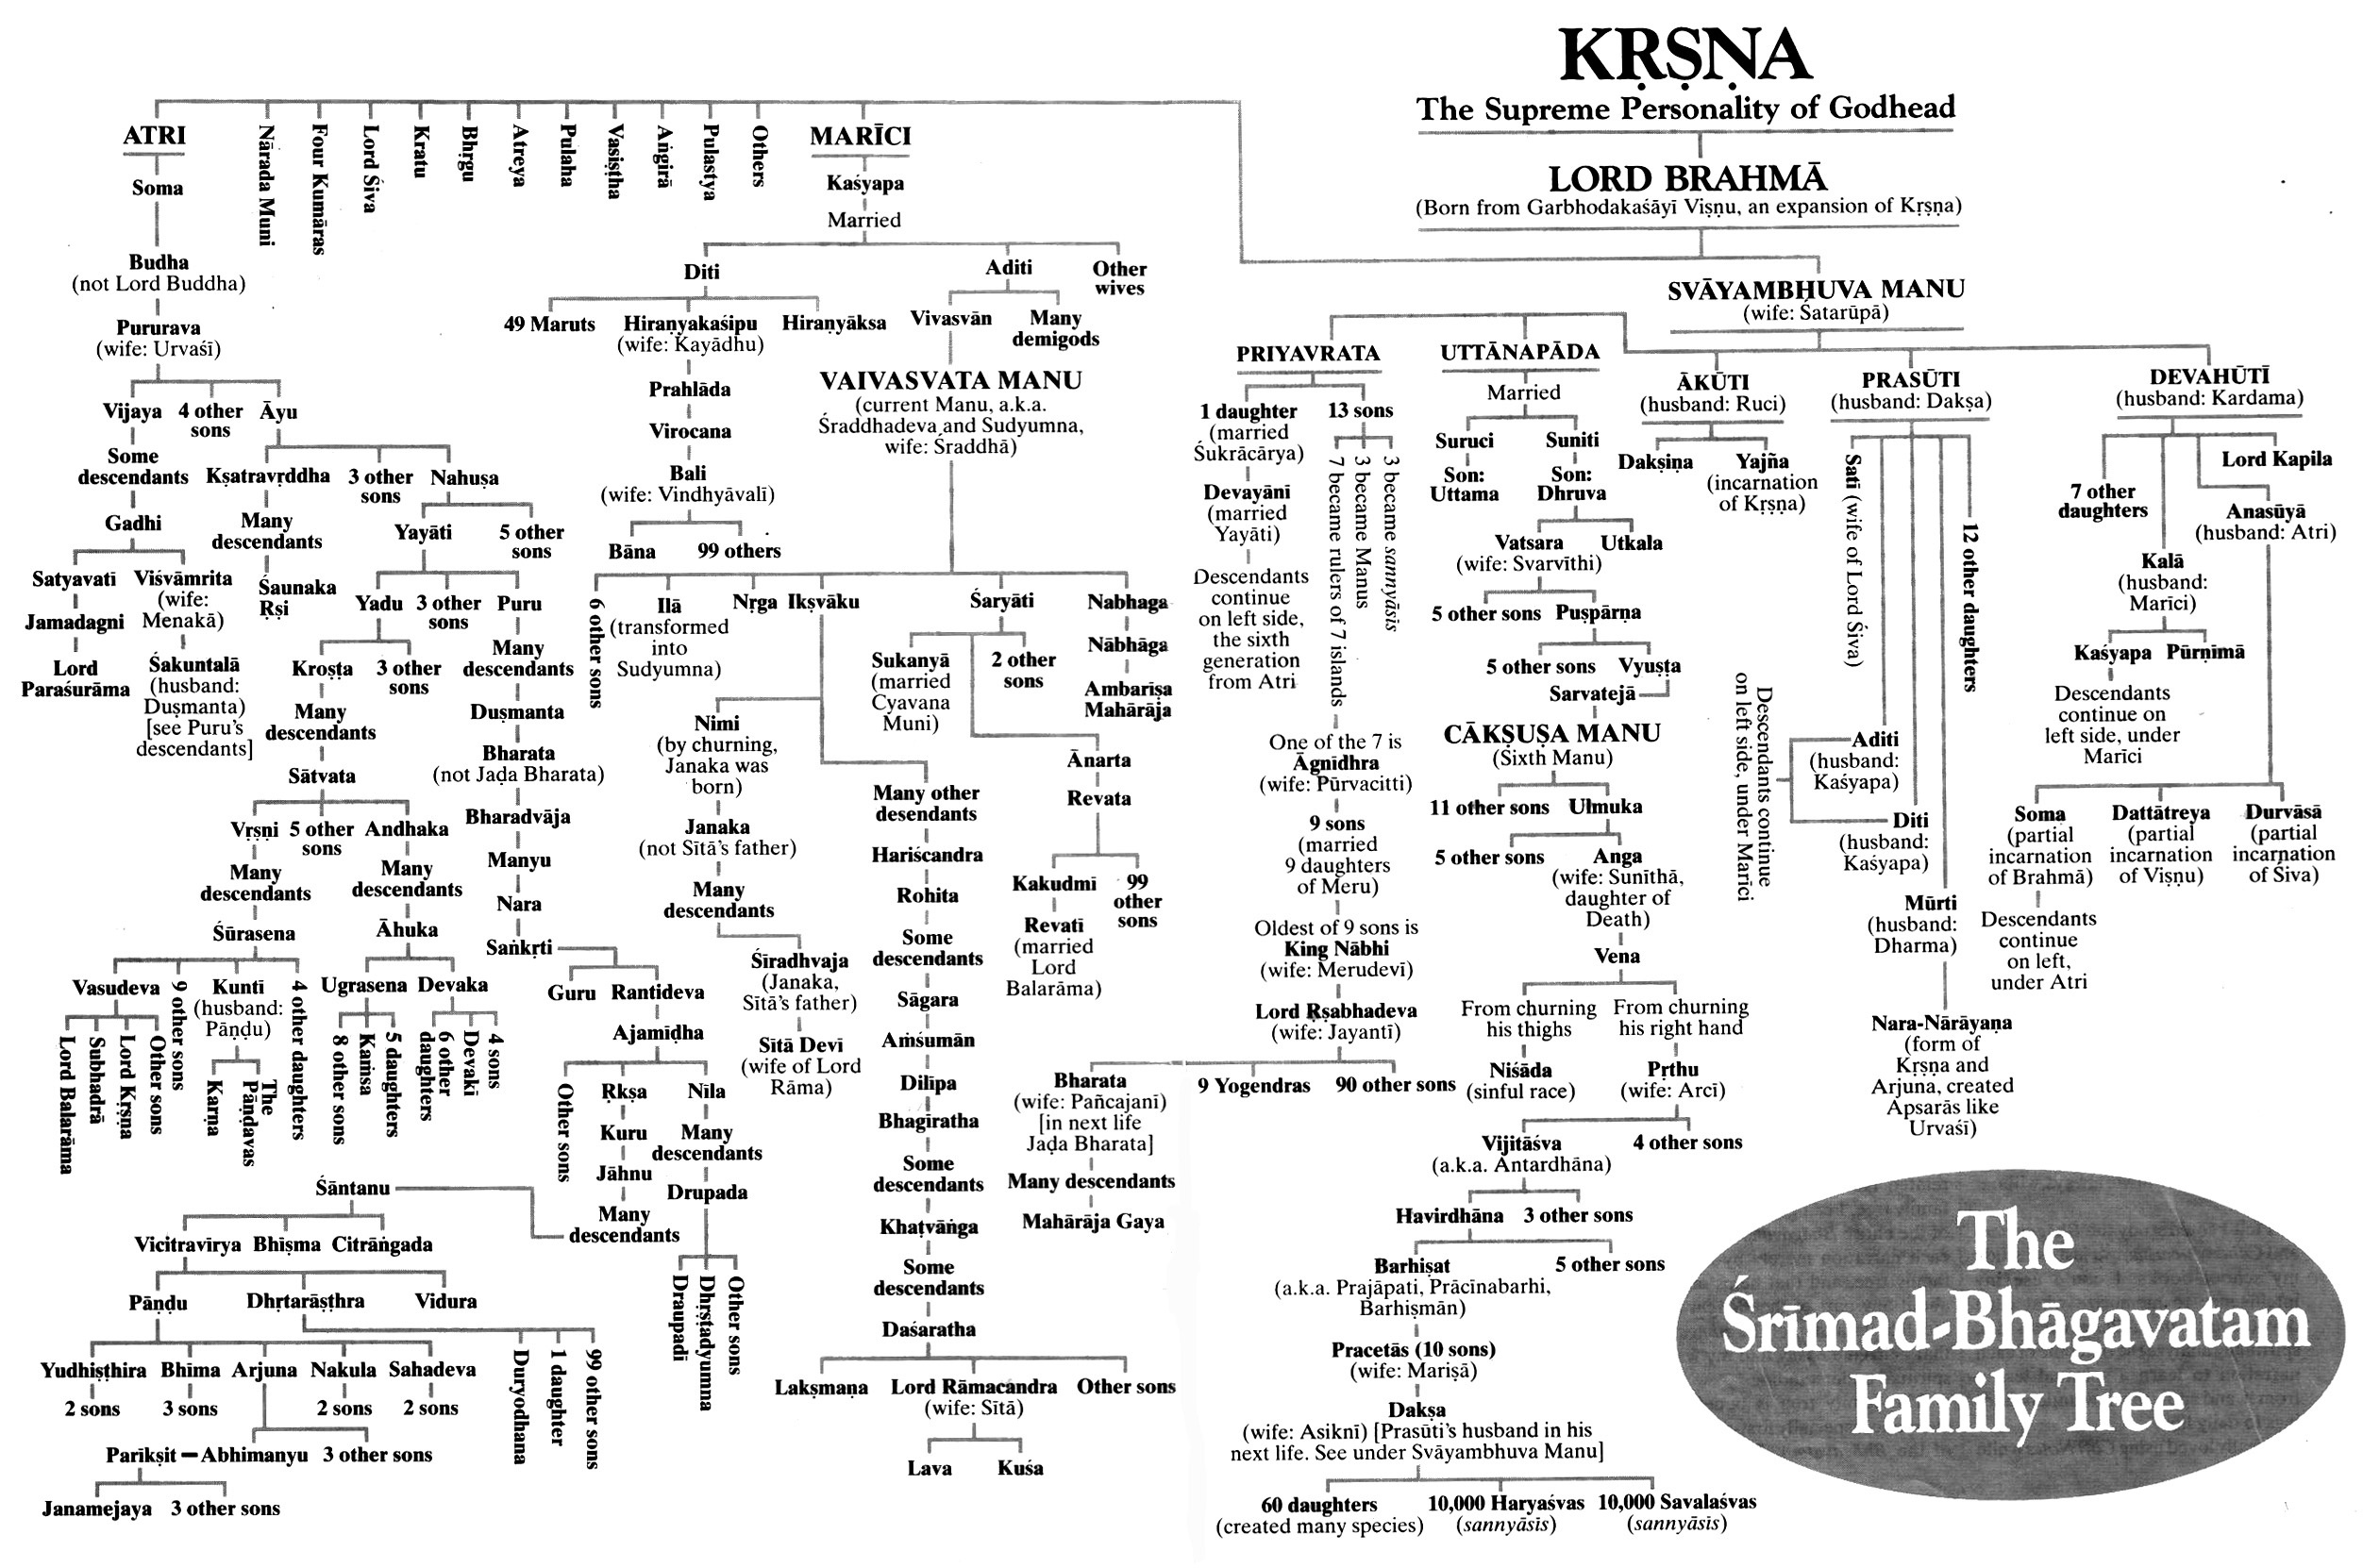 KṚṢṆA
The Supreme Personality of Godhead
LORD BRAHMĀ
(Born from Garbhodakaśāyī Viṣṇu, an expansion of Kṛṣṇa)
ATRI
Nārada Muni
Four Kumāras
Lord Śiva
Kratu
Bhṛgu
Atreya
Pulaha
Vasiṣṭha
Aṅgirā
Pulastya
Others
MARĪCI
Soma
Budha
(not Lord Buddha)
Pururava
(wife: Urvaśī)
Vijaya
4 other
sons
Āyu
Some
descendants
Gadhi
Satyavatī
Jamadagni
Lord
Paraśurāma
Viśvāmrita
(wife:
Menakā)
Śakuntalā
(husband:
Duṣmanta)
[see Puru's
descendants]
Kṣatravṛddha
3 other
sons
Nahuṣa
Many
descendants
Śaunaka
Ṛṣi
Yayāti
5 other
sons
Yadu
3 other
sons
Puru
Kroṣta
3 other
sons
Many
descendants
Sātvata
Vṛṣni
5 other
sons
Andhaka
Many
descendants
Śūrasena
Vasudeva
9 other sons
Kuntī
(husband:
Pāṇḍu)
4 other daughters
Lord Balarāma
Subhadrā
Lord Kṛṣṇa
Other sons
Karṇa
The
Pāṇḍavas
Many
descendants
Āhuka
Ugrasena
Devaka
8 other sons
Kaṁsa
5 daughters
6 other
daughters
Devakī
4 sons
Many
descendants
Duṣmanta
Bharata
(not Jaḍa Bharata)
Bharadvāja
Manyu
Nara
Saṅkṛti
Guru
Rantideva
Ajamiḍha
Other sons
Ṛkṣa
Kuru
Jāhnu
Many
descendants
Nīla
Many
descendants
Drupada
Draupadī
Dhṛṣṭadyumna
Other sons
Śāntanu
Vicitravīrya
Bhīṣma
Citrāṅgada
Pāṇḍu
Dhṛtarāṣṭhra
Vidura
Yudhiṣṭhira
Bhīma
Arjuna
Nakula
Sahadeva
2 sons
3 sons
2 sons
2 sons
Duryodhana
1 daughter
99 other sons
Parīkṣit — Abhimanyu
3 other sons
Janamejaya
3 other sons
Kaśyapa
Married
Diti
Aditi
Other
wives
49 Maruts
Hiraṇyakaśipu
(wife: Kayādhu)
Hiraṇyākṣa
Vivasvān
Many
demigods
Prahlāda
Virocana
Bali
(wife: Vindhyāvalī)
Bāna
99 others
VAIVASVATA MANU
(current Manu, a.k.a.
Śraddhadeva and Sudyumna,
wife: Śraddhā)
6 other sons
Ilā
(transformed
into
Sudyumna)
Nṛga
Ikṣvāku
Śaryāti
Nabhaga
Nābhāga
Ambarīṣa
Mahārāja
Sukanyā
(married
Cyavana
Muni)
2 other
sons
Ānarta
Revata
Kakudmī
99
other
sons
Revatī
(married
Lord
Balarāma)
Nimi
(by churning,
Janaka was
born)
Janaka
(not Sītā's father)
Many
descendants
Śīradhvaja
(Janaka,
Sītā's father)
Sītā Devī
(wife of Lord
Rāma)
Many other
desendants
Hariścandra
Rohita
Some
descendants
Sāgara
Aṁśumān
Dilīpa
Bhagīratha
Some
descendants
Khaṭvāṅga
Some
descendants
Daśaratha
Lakṣmaṇa
Lord Rāmacandra
(wife: Sītā)
Other sons
Lava
Kuśa
SVĀYAMBHUVA MANU
(wife: Śatarūpā)
PRIYAVRATA
1 daughter
(married
Śukrācārya)
Devayānī
(married
Yayāti)
Descendants
continue
on left side,
the sixth
generation
from Atri
13 sons
7 became rulers of 7 islands
3 became Manus
3 became sannyāsīs
One of the 7 is
Āgnīdhra
(wife: Pūrvacitti)
9 sons
(married
9 daughters
of Meru)
Oldest of 9 sons is
King Nābhi
(wife: Merudevī)
Lord Ṛṣabhadeva
(wife: Jayantī)
Bharata
(wife: Pañcajanī)
[in next life
Jaḍa Bharata]
9 Yogendras
90 other sons
Many descendants
Mahārāja Gaya
UTTĀNAPĀDA
Married
Suruci
Son:
Uttama
Suniti
Son:
Dhruva
Vatsara
(wife: Svarvīthi)
Utkala
5 other sons
Puṣpārṇa
5 other sons
Vyuṣṭa
Sarvatejā
CĀKṢUṢA MANU
(Sixth Manu)
11 other sons
Ulmuka
5 other sons
Anga
(wife: Sunīthā,
daughter of
Death)
Vena
From churning
his thighs
From churning
his right hand
Niśāda
(sinful race)
Pṛthu
(wife: Arcī)
Vijitāśva
(a.k.a. Antardhāna)
4 other sons
Havirdhāna
3 other sons
Barhiṣat
(a.k.a. Prajāpati, Prācīnabarhi,
Barhiṣmān)
5 other sons
Pracetās (10 sons)
(wife: Mariṣā)
Dakṣa
(wife: Asiknī) [Prasūti's husband in his
next life. See under Svāyambhuva Manu]
60 daughters
(created many species)
10,000 Haryaśvas
(sannyāsīs)
10,000 Savalaśvas
(sannyāsīs)
ĀKŪTI
(husband: Ruci)
Dakṣiṇa
Yajña
(incarnation
of Kṛṣṇa)
PRASŪTI
(husband: Dakṣa)
Satī (wife of Lord Śiva)
12 other daughters
Aditi
(husband:
Kaśyapa)
Diti
(husband:
Kaśyapa)
Descendants continue
on left side, under Marici
Mūrti
(husband:
Dharma)
Nara-Nārāyaṇa
(form of
Kṛṣṇa and
Arjuna, created
Apsarās like
Urvaśī)
DEVAHŪTĪ
(husband: Kardama)
7 other
daughters
Kalā
(husband:
Marīci)
Kaśyapa
Pūrṇimā
Descendants
continue on
left side, under
Marīci
Lord Kapila
Anasūyā
(husband: Atri)
Soma
(partial
incarnation
of Brahmā)
Dattātreya
(partial
incarnation
of Viṣṇu)
Durvāsā
(partial
incarnation
of Śiva)
Descendants
continue
on left,
under Atri
The
Śrīmad-Bhāgavatam
Family Tree